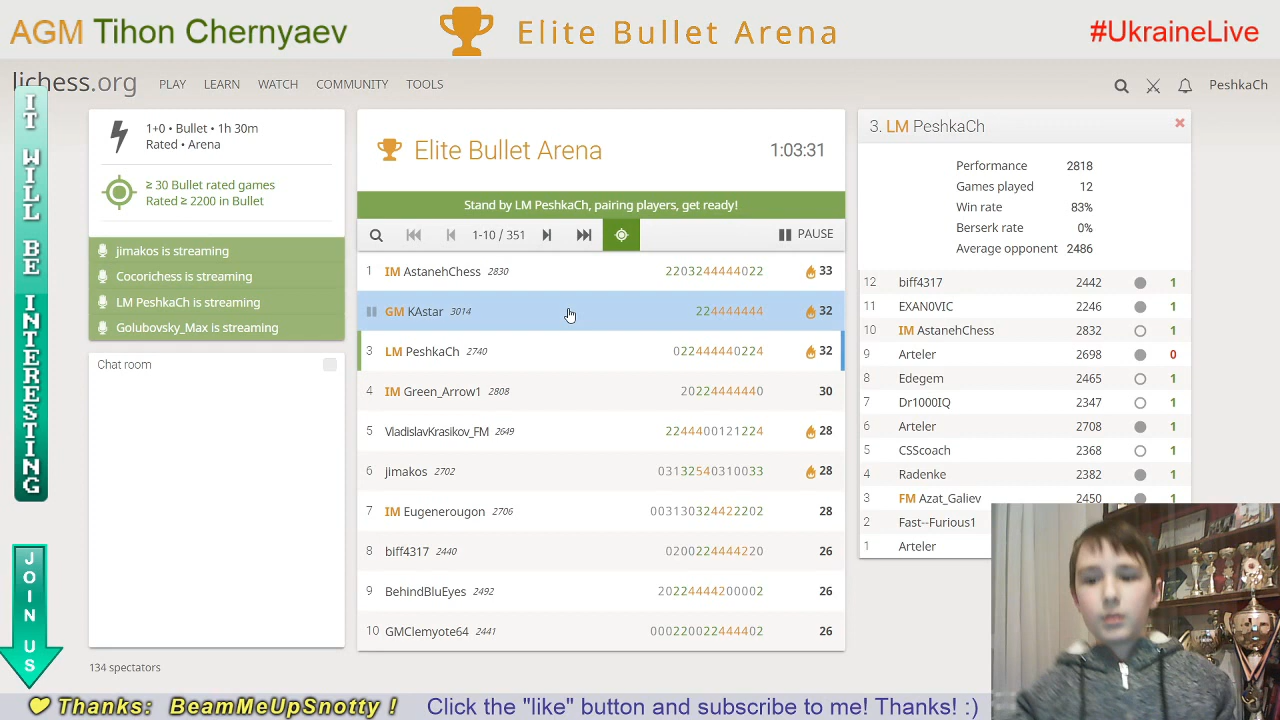 AGM Tihon Chernyaev
Elite Bullet Arena
#UkraineLive
lichess.org
PLAY
LEARN
WATCH
COMMUNITY
TOOLS
PeshkaCh
IT WILL BE INTERESTING
JOIN US
1+0 • Bullet • 1h 30m
Rated • Arena
≥ 30 Bullet rated games
Rated ≥ 2200 in Bullet
jimakos is streaming
Cocorichess is streaming
LM PeshkaCh is streaming
Golubovsky_Max is streaming
Chat room
134 spectators
Elite Bullet Arena
1:03:31
Stand by LM PeshkaCh, pairing players, get ready!
1-10 / 351
PAUSE
1 IM AstanehChess 2830 2203244444022 33
GM KAstar 3014 224444444 32
3 LM PeshkaCh 2740 022444440224 32
4 IM Green_Arrow1 2808 2022444440 30
5 VladislavKrasikov_FM 2649 2244400121224 28
6 jimakos 2702 03132540310033 28
7 IM Eugenerougon 2706 003130324422202 28
8 biff4317 2440 0200224444220 26
9 BehindBluEyes 2492 20224444200002 26
10 GMClemyote64 2441 00022002244440​2 26
3. LM PeshkaCh
Performance 2818
Games played 12
Win rate 83%
Berserk rate 0%
Average opponent 2486
12 biff4317 2442 1
11 EXAN0VIC 2246 1
10 IM AstanehChess 2832 1
9 Arteler 2698 0
8 Edegem 2465 1
7 Dr1000IQ 2347 1
6 Arteler 2708 1
5 CSScoach 2368 1
4 Radenke 2382 1
3 FM Azat_Galiev 2450 1
2 Fast--Furious1
1 Arteler
Thanks: BeamMeUpSnotty !
Click the "like" button and subscribe to me! Thanks! :)